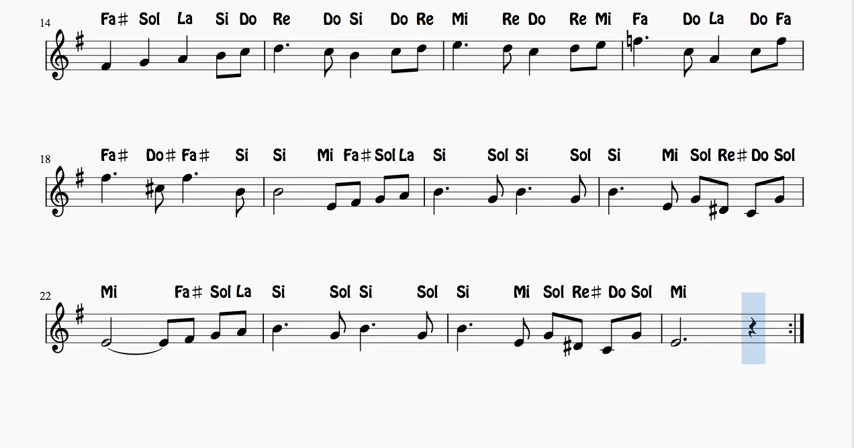 14 Fa♯ Sol La Si Do Re Do Si Do Re Mi Re Do Re Mi Fa Do La Do Fa
18 Fa♯ Do♯ Fa♯ Si Si Mi Fa♯ Sol La Si Sol Si Sol Si Mi Sol Re♯ Do Sol
22 Mi Fa♯ Sol La Si Sol Si Sol Si Mi Sol Re♯ Do Sol Mi